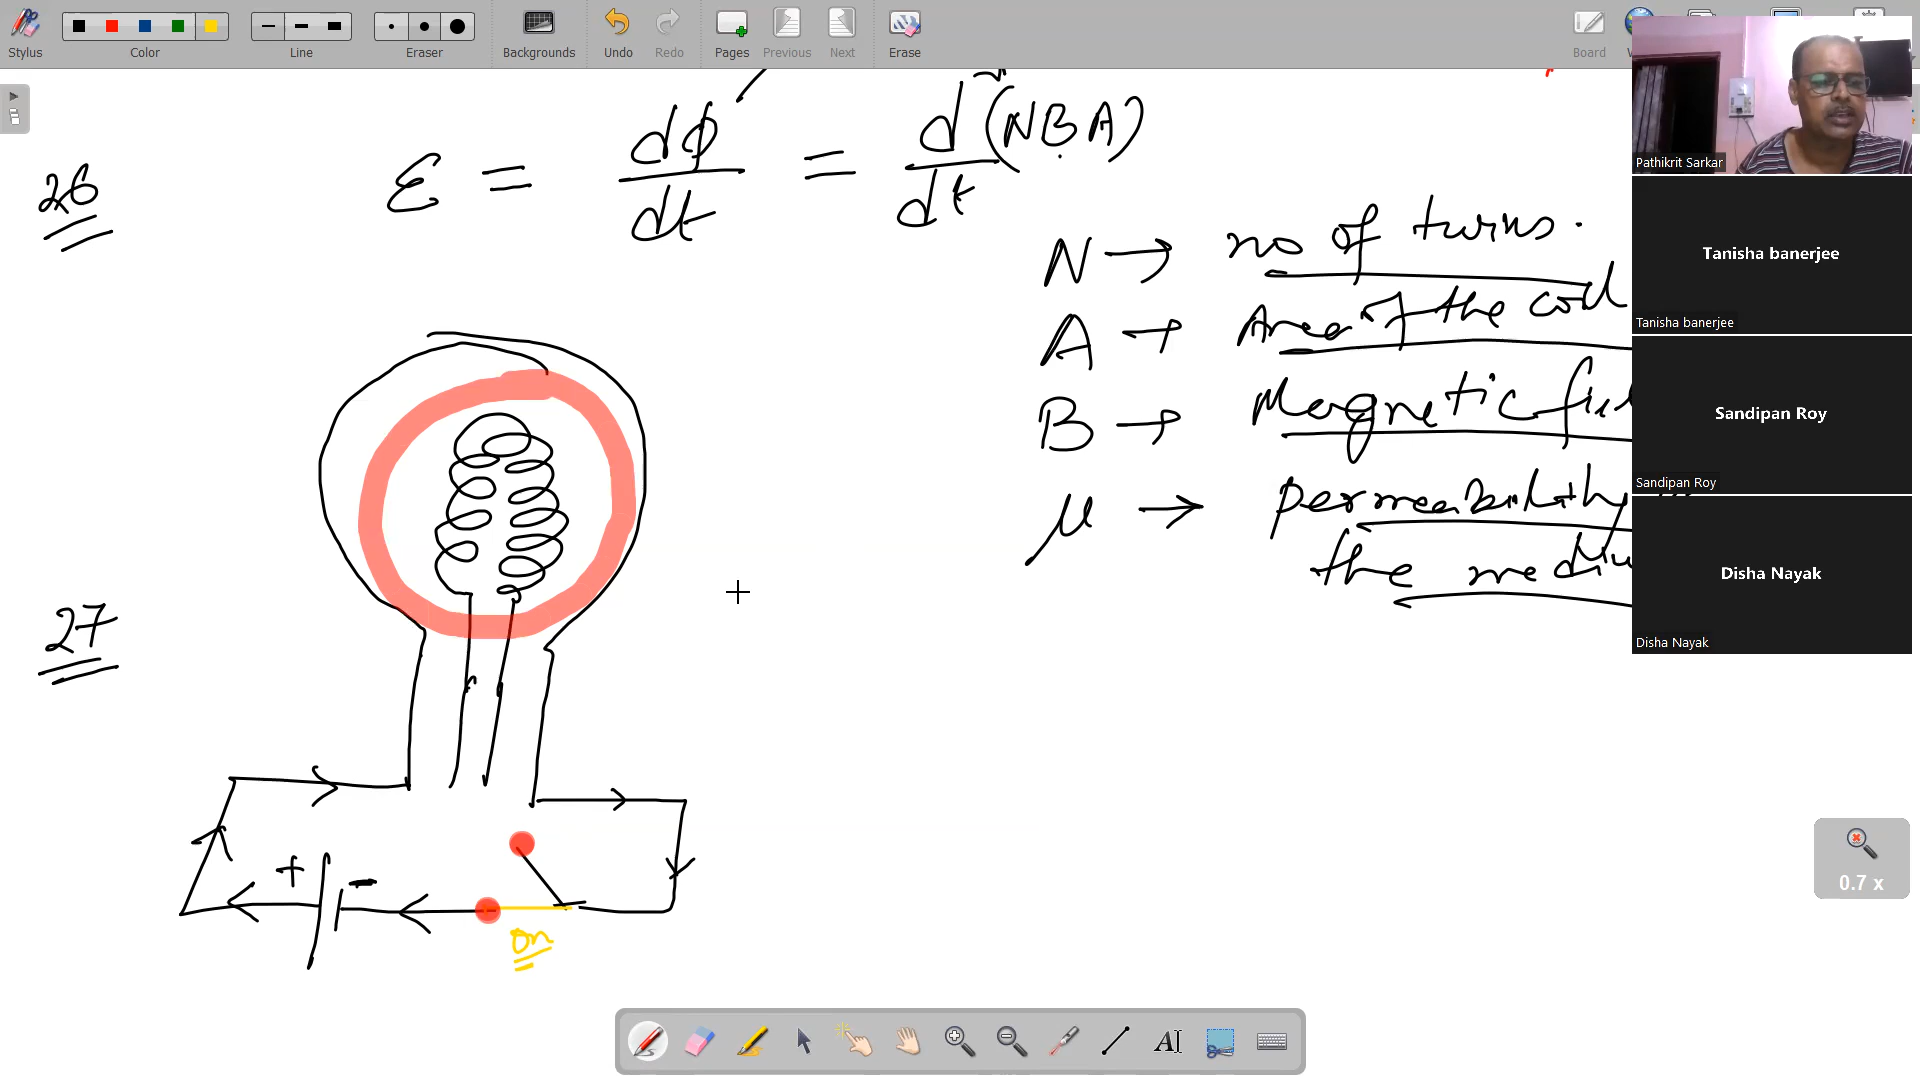 Stylus
Color
Line
Eraser
Backgrounds
Undo
Redo
Pages
Previous
Next
Erase
Board
26
ε = dφ/dt = d/dt (NBA)
N → no of turns.
A → Area of the coil
B → Magnetic
μ → permeability
the
27
+ -
on
Pathikrit Sarkar
Tanisha banerjee
Tanisha banerjee
Sandipan Roy
Sandipan Roy
Disha Nayak
Disha Nayak
0.7 x